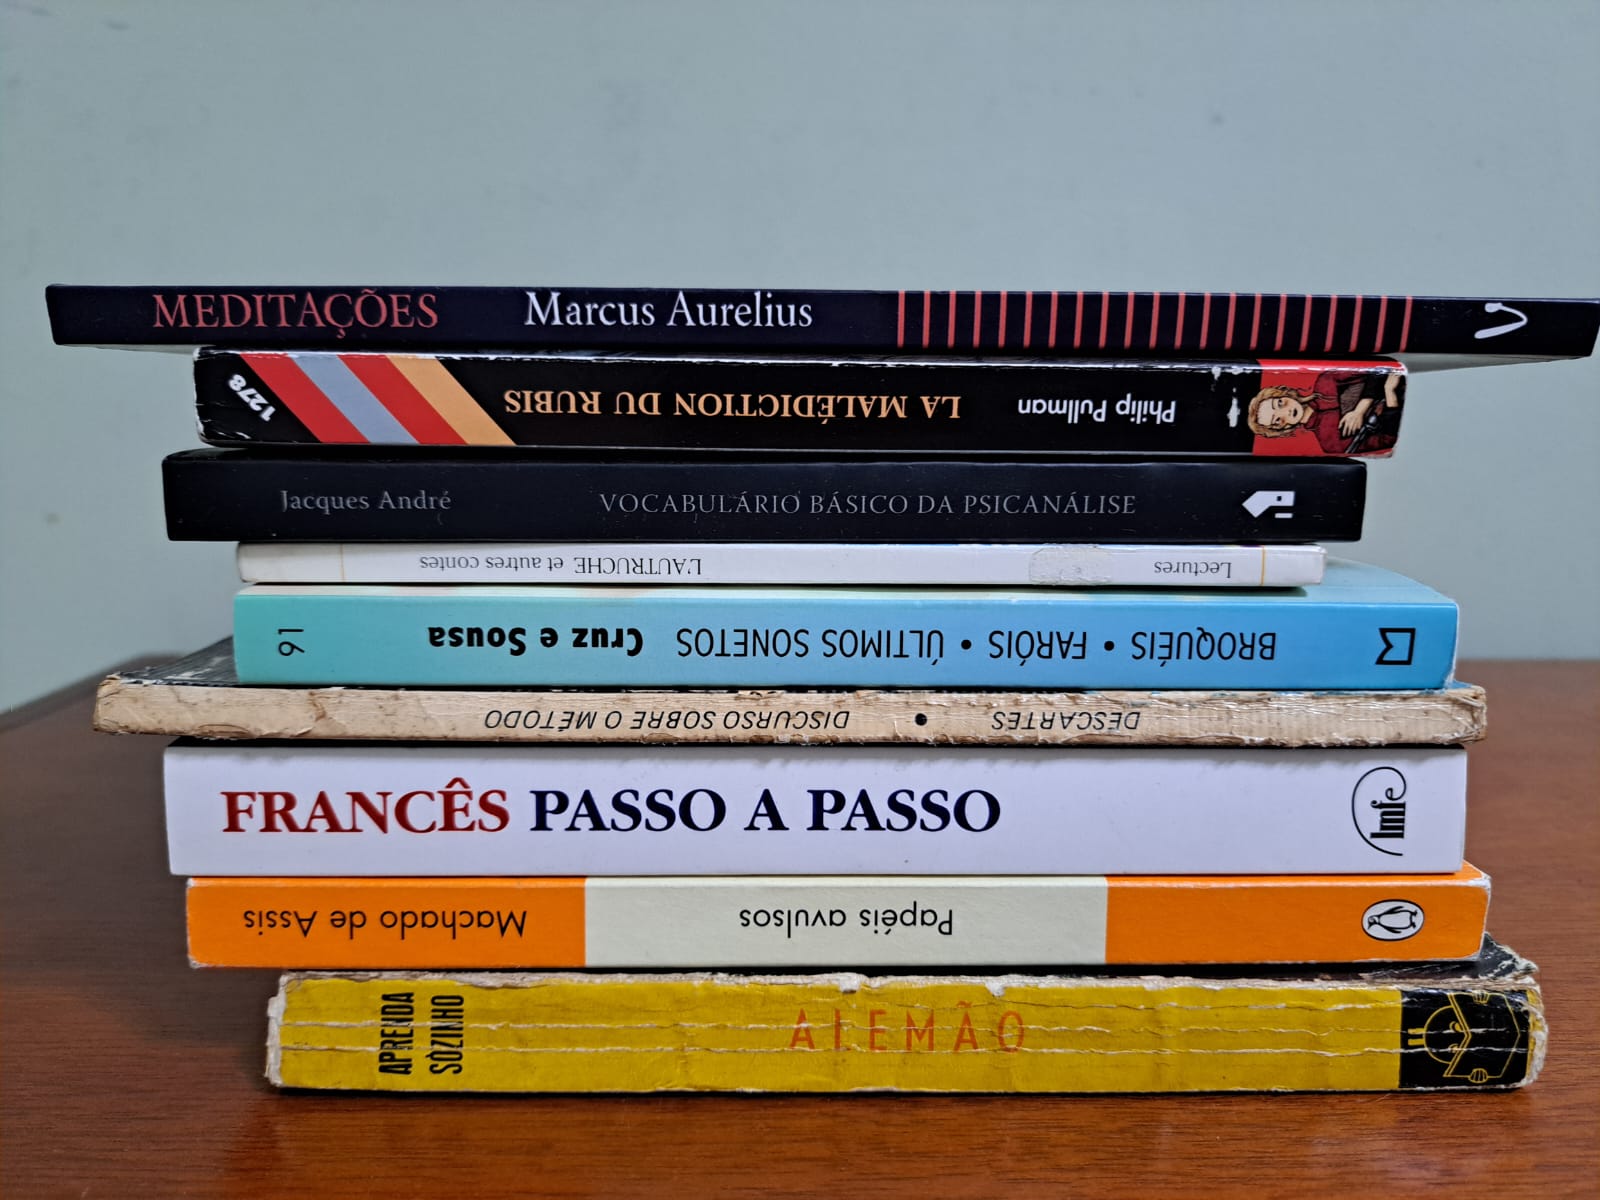 MEDITAÇÕES Marcus Aurelius
1278 LA MALÉDICTION DU RUBIS Philip Pullman
Jacques André VOCABULÁRIO BÁSICO DA PSICANÁLISE
Lectures L'AUTRUCHE et autres contes
BROQUÉIS • FARÓIS • ÚLTIMOS SONETOS Cruz e Sousa 91
DESCARTES • DISCURSO SOBRE O MÉTODO
FRANCÊS PASSO A PASSO lmfe
Papéis avulsos Machado de Assis
APRENDA
SÒZINHO
ALEMÃO